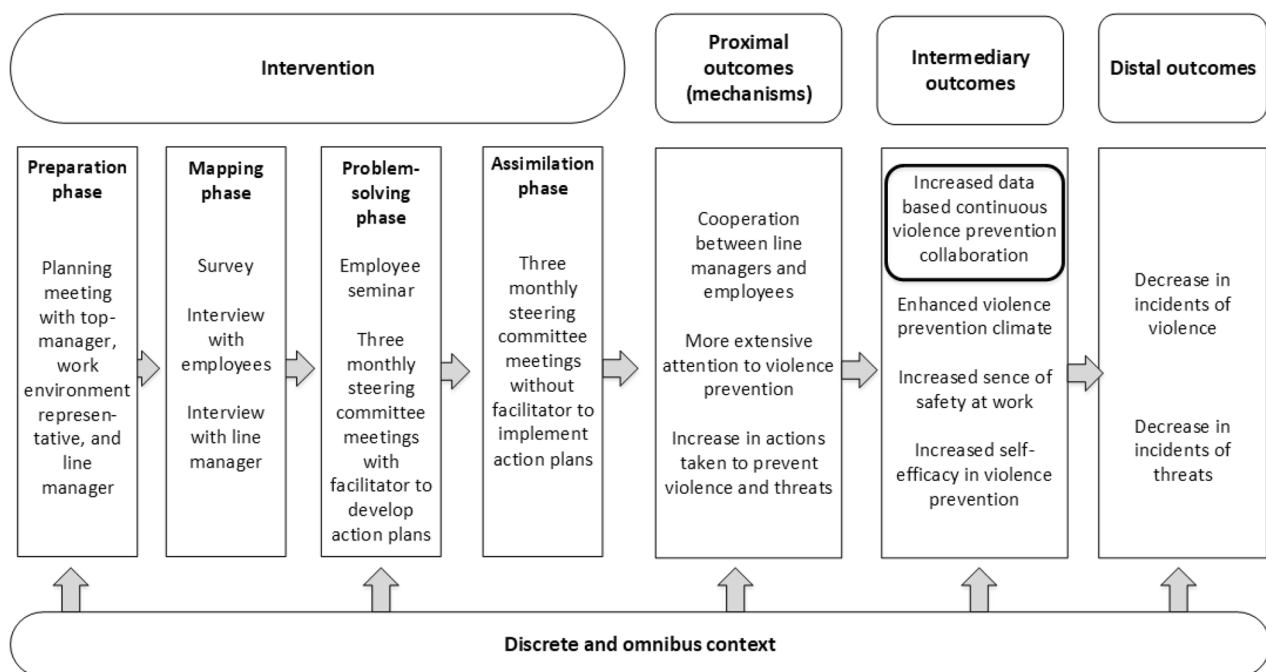 Intervention
Proximal
outcomes
(mechanisms)
Intermediary
outcomes
Distal outcomes
Preparation
phase
Planning
meeting
with top-
manager,
work
environment
represen-
tative, and
line
manager
Mapping
phase
Survey
Interview
with
employees
Interview
with line
manager
Problem-
solving
phase
Employee
seminar
Three
monthly
steering
committee
meetings
with
facilitator to
develop
action plans
Assimilation
phase
Three
monthly
steering
committee
meetings
without
facilitator to
implement
action plans
Cooperation
between line
managers and
employees
More extensive
attention to violence
prevention
Increase in actions
taken to prevent
violence and threats
Increased data
based continuous
violence prevention
collaboration
Enhanced violence
prevention climate
Increased sence of
safety at work
Increased self-
efficacy in violence
prevention
Decrease in
incidents of
violence
Decrease in
incidents of
threats
Discrete and omnibus context